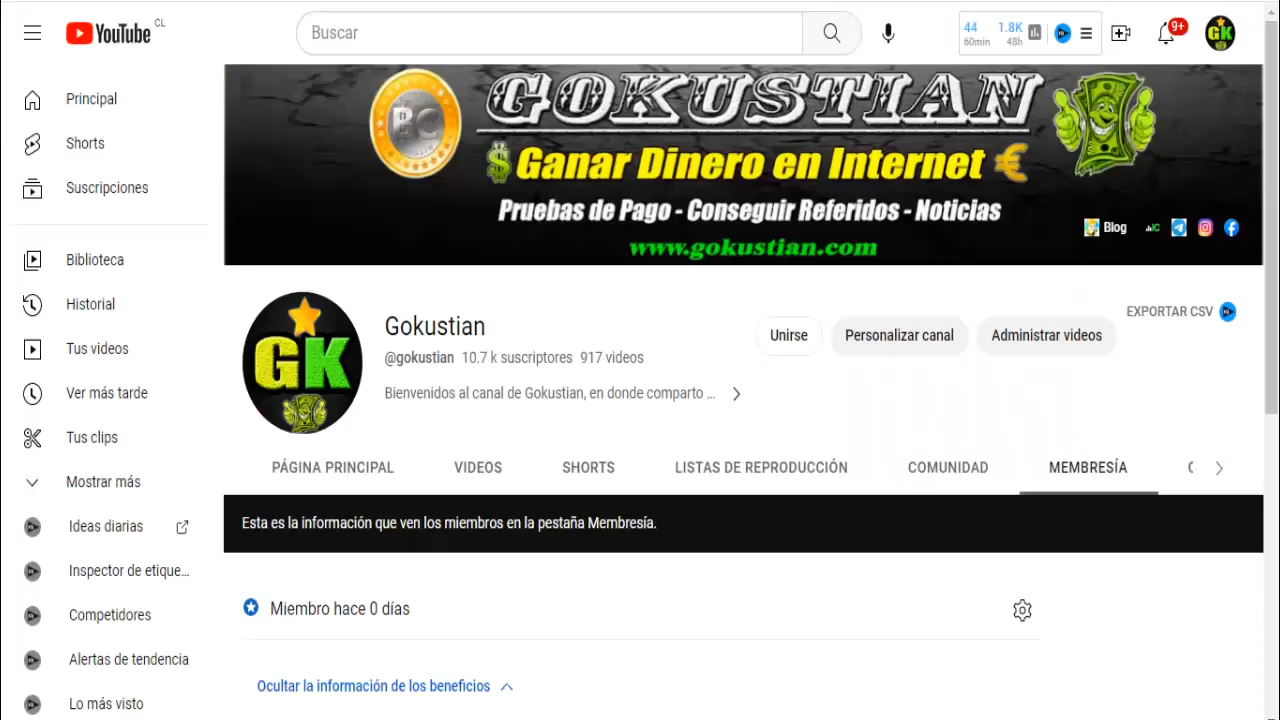 YouTube CL
Buscar
44 1.8K
60min 48h
9+
GK
Principal
Shorts
Suscripciones
Biblioteca
Historial
Tus videos
Ver más tarde
Tus clips
Mostrar más
Ideas diarias
Inspector de etique...
Competidores
Alertas de tendencia
Lo más visto
GOKUSTIAN
$Ganar Dinero en Internet €
Pruebas de Pago - Conseguir Referidos - Noticias
www.gokustian.com
Blog
GK
Gokustian
@gokustian 10.7 k suscriptores 917 videos
Bienvenidos al canal de Gokustian, en donde comparto ...
Unirse
Personalizar canal
Administrar videos
EXPORTAR CSV
PÁGINA PRINCIPAL VIDEOS SHORTS LISTAS DE REPRODUCCIÓN COMUNIDAD MEMBRESÍA
Esta es la información que ven los miembros en la pestaña Membresía.
Miembro hace 0 días
Ocultar la información de los beneficios